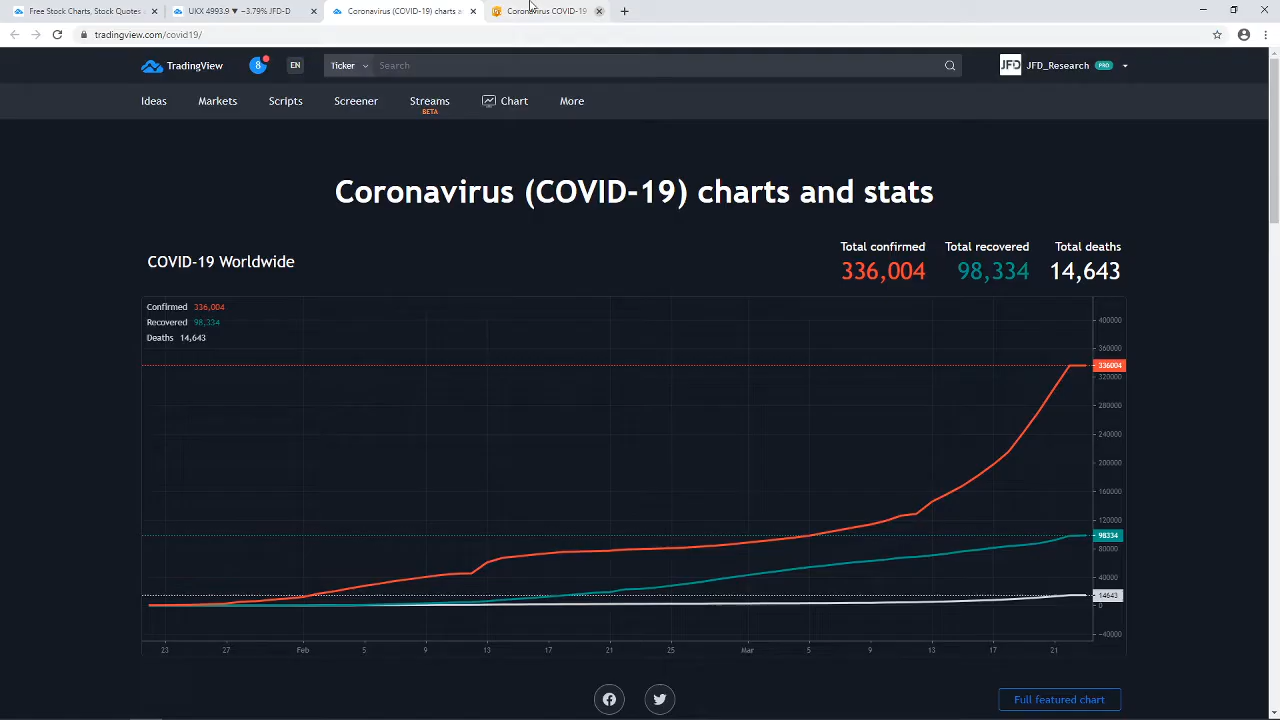 Free Stock Charts, Stock Quotes
UKX 4993.9 ▼ −3.79% JFD-D
Coronavirus (COVID-19) charts a
Coronavirus COVID-19
tradingview.com/covid19/
TradingView
8
EN
Ticker
Search
JFD
JFD_Research
PRO
Ideas
Markets
Scripts
Screener
Streams
BETA
Chart
More
Coronavirus (COVID-19) charts and stats
COVID-19 Worldwide
Total confirmed Total recovered Total deaths
336,004 98,334 14,643
Confirmed 336,004
Recovered 98,334
Deaths 14,643
400000
360000
336004
320000
280000
240000
200000
160000
120000
98334
80000
40000
14643
0
−40000
23 27 Feb 5 9 13 17 21 25 Mar 5 9 13 17 21
Full featured chart